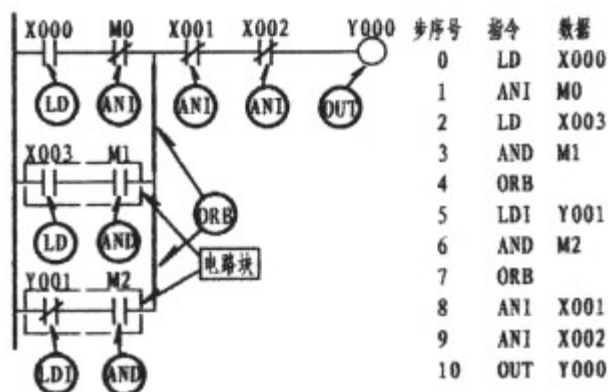 X000 M0 X001 X002 Y000
LD ANI ANI ANI OUT
X003 M1
LD AND
ORB
电路块
Y001 M2
LDI AND
步序号 指令 数据
0 LD X000
1 ANI M0
2 LD X003
3 AND M1
4 ORB
5 LDI Y001
6 AND M2
7 ORB
8 ANI X001
9 ANI X002
10 OUT Y000